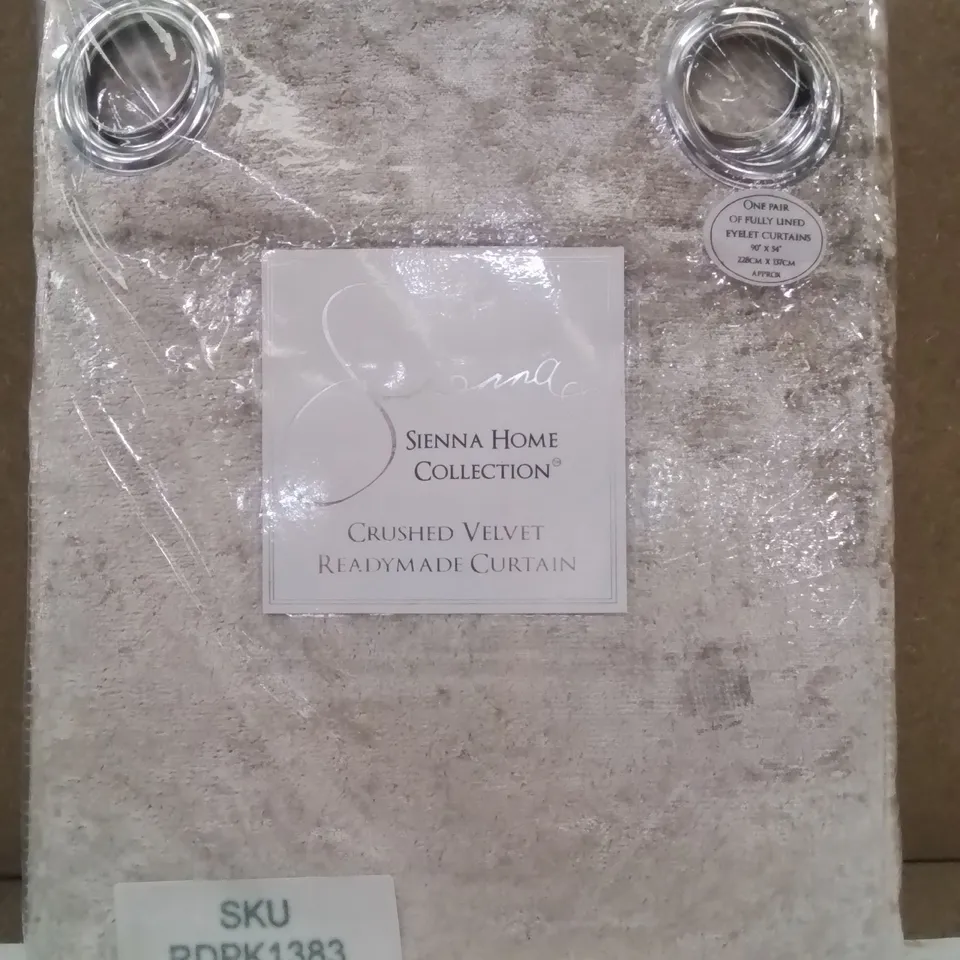 ONE PAIR
OF FULLY LINED
EYELET CURTAINS
90" X 54"
228CM X 137CM
APPROX
Sienna
SIENNA HOME
COLLECTION
CRUSHED VELVET
READYMADE CURTAIN
SKU
RDPK1383